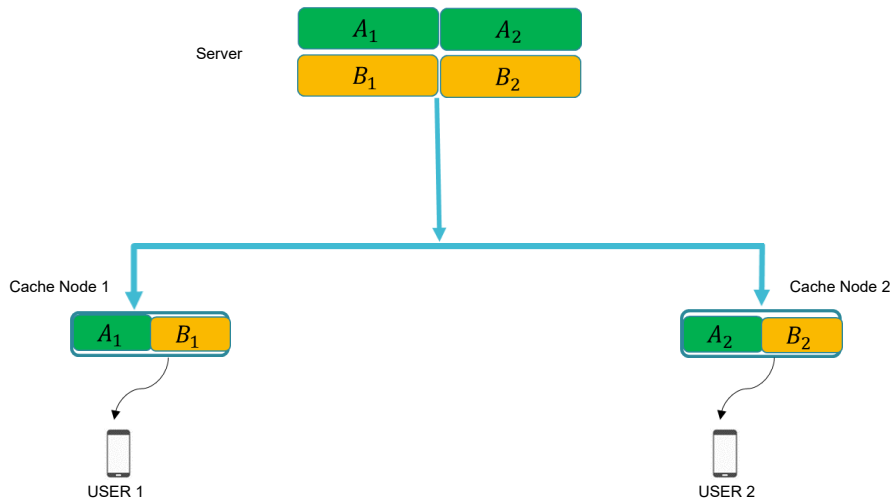 A₁ A₂
Server
B₁ B₂
Cache Node 1
Cache Node 2
A₁ B₁
A₂ B₂
USER 1
USER 2